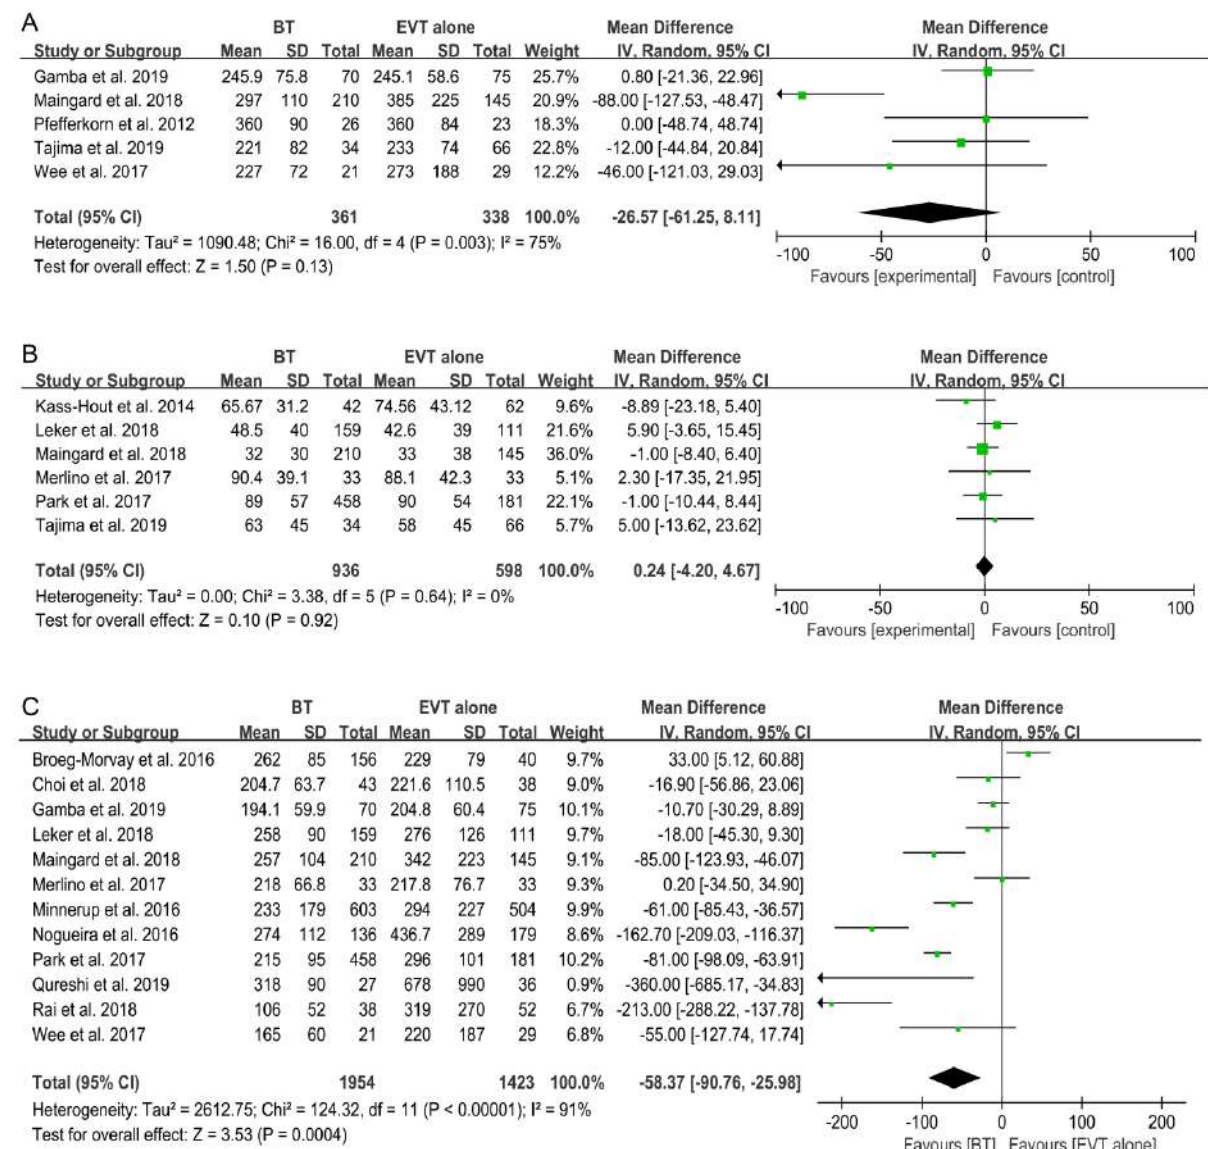 A
BT EVT alone Mean Difference Mean Difference
Study or Subgroup Mean SD Total Mean SD Total Weight IV, Random, 95% CI IV, Random, 95% CI
Gamba et al. 2019 245.9 75.8 70 245.1 58.6 75 25.7% 0.80 [-21.36, 22.96]
Maingard et al. 2018 297 110 210 385 225 145 20.9% -88.00 [-127.53, -48.47]
Pfefferkorn et al. 2012 360 90 26 360 84 23 18.3% 0.00 [-48.74, 48.74]
Tajima et al. 2019 221 82 34 233 74 66 22.8% -12.00 [-44.84, 20.84]
Wee et al. 2017 227 72 21 273 188 29 12.2% -46.00 [-121.03, 29.03]
Total (95% CI) 361 338 100.0% -26.57 [-61.25, 8.11]
Heterogeneity: Tau² = 1090.48; Chi² = 16.00, df = 4 (P = 0.003); I² = 75%
Test for overall effect: Z = 1.50 (P = 0.13)
-100 -50 0 50 100
Favours [experimental] Favours [control]
B
BT EVT alone Mean Difference Mean Difference
Study or Subgroup Mean SD Total Mean SD Total Weight IV, Random, 95% CI IV, Random, 95% CI
Kass-Hout et al. 2014 65.67 31.2 42 74.56 43.12 62 9.6% -8.89 [-23.18, 5.40]
Leker et al. 2018 48.5 40 159 42.6 39 111 21.6% 5.90 [-3.65, 15.45]
Maingard et al. 2018 32 30 210 33 38 145 36.0% -1.00 [-8.40, 6.40]
Merlino et al. 2017 90.4 39.1 33 88.1 42.3 33 5.1% 2.30 [-17.35, 21.95]
Park et al. 2017 89 57 458 90 54 181 22.1% -1.00 [-10.44, 8.44]
Tajima et al. 2019 63 45 34 58 45 66 5.7% 5.00 [-13.62, 23.62]
Total (95% CI) 936 598 100.0% 0.24 [-4.20, 4.67]
Heterogeneity: Tau² = 0.00; Chi² = 3.38, df = 5 (P = 0.64); I² = 0%
Test for overall effect: Z = 0.10 (P = 0.92)
-100 -50 0 50 100
Favours [experimental] Favours [control]
C
BT EVT alone Mean Difference Mean Difference
Study or Subgroup Mean SD Total Mean SD Total Weight IV, Random, 95% CI IV, Random, 95% CI
Broeg-Morvay et al. 2016 262 85 156 229 79 40 9.7% 33.00 [5.12, 60.88]
Choi et al. 2018 204.7 63.7 43 221.6 110.5 38 9.0% -16.90 [-56.86, 23.06]
Gamba et al. 2019 194.1 59.9 70 204.8 60.4 75 10.1% -10.70 [-30.29, 8.89]
Leker et al. 2018 258 90 159 276 126 111 9.7% -18.00 [-45.30, 9.30]
Maingard et al. 2018 257 104 210 342 223 145 9.1% -85.00 [-123.93, -46.07]
Merlino et al. 2017 218 66.8 33 217.8 76.7 33 9.3% 0.20 [-34.50, 34.90]
Minnerup et al. 2016 233 179 603 294 227 504 9.9% -61.00 [-85.43, -36.57]
Nogueira et al. 2016 274 112 136 436.7 289 179 8.6% -162.70 [-209.03, -116.37]
Park et al. 2017 215 95 458 296 101 181 10.2% -81.00 [-98.09, -63.91]
Qureshi et al. 2019 318 90 27 678 990 36 0.9% -360.00 [-685.17, -34.83]
Rai et al. 2018 106 52 38 319 270 52 6.7% -213.00 [-288.22, -137.78]
Wee et al. 2017 165 60 21 220 187 29 6.8% -55.00 [-127.74, 17.74]
Total (95% CI) 1954 1423 100.0% -58.37 [-90.76, -25.98]
Heterogeneity: Tau² = 2612.75; Chi² = 124.32, df = 11 (P < 0.00001); I² = 91%
Test for overall effect: Z = 3.53 (P = 0.0004)
-200 -100 0 100 200
Favours [BT] Favours [EVT alone]